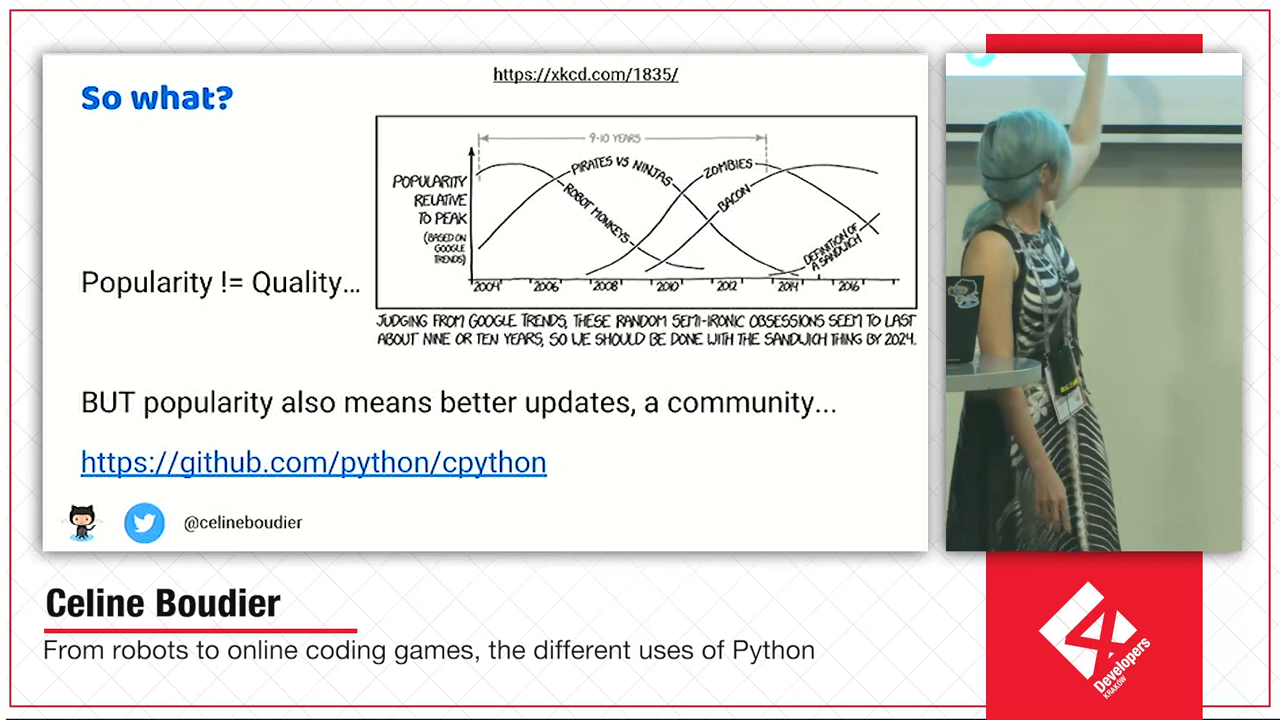 https://xkcd.com/1835/
So what?
9-10 YEARS
POPULARITY
RELATIVE
TO PEAK
(BASED ON
GOOGLE
TRENDS)
PIRATES VS NINJAS
ROBOT MONKEYS
ZOMBIES
BACON
DEFINITION OF
A SANDWICH
2004 2006 2008 2010 2012 2014 2016
Popularity != Quality...
JUDGING FROM GOOGLE TRENDS, THESE RANDOM SEMI-IRONIC OBSESSIONS SEEM TO LAST
ABOUT NINE OR TEN YEARS, SO WE SHOULD BE DONE WITH THE SANDWICH THING BY 2024.
BUT popularity also means better updates, a community...
https://github.com/python/cpython
@celineboudier
Celine Boudier
From robots to online coding games, the different uses of Python
4
Developers
KRAKOW